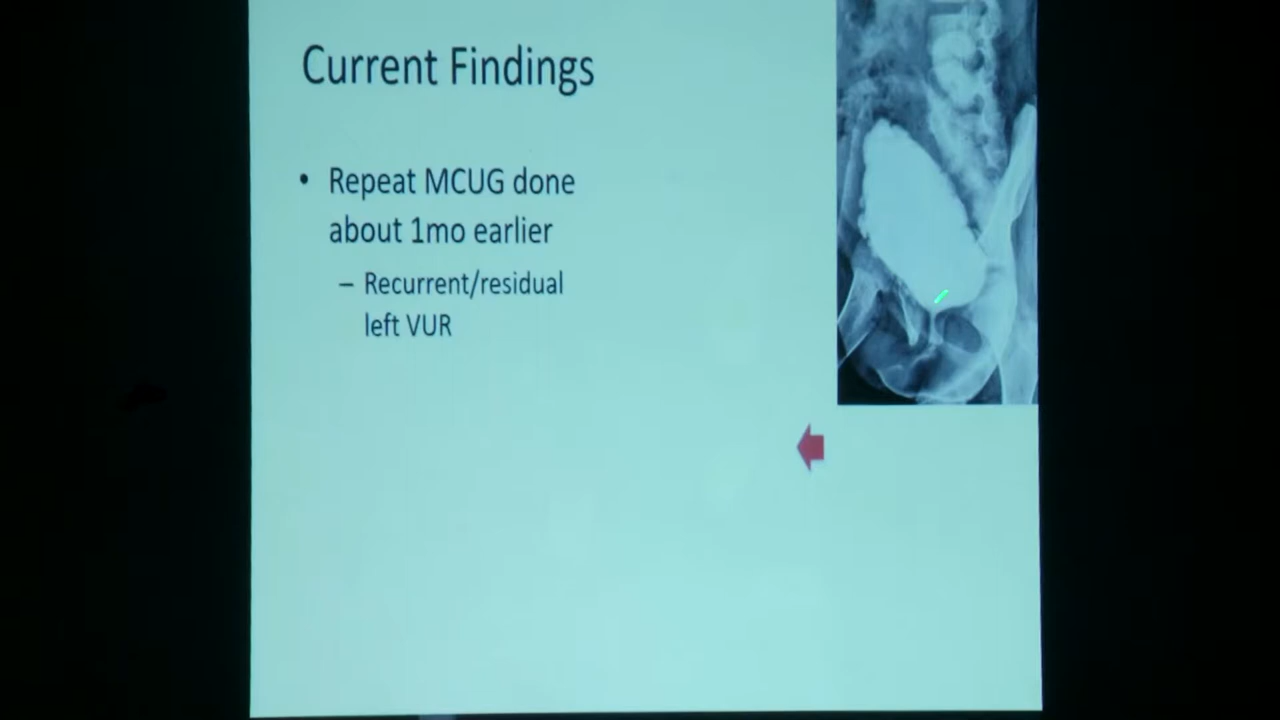 Current Findings
• Repeat MCUG done
about 1mo earlier
– Recurrent/residual
left VUR